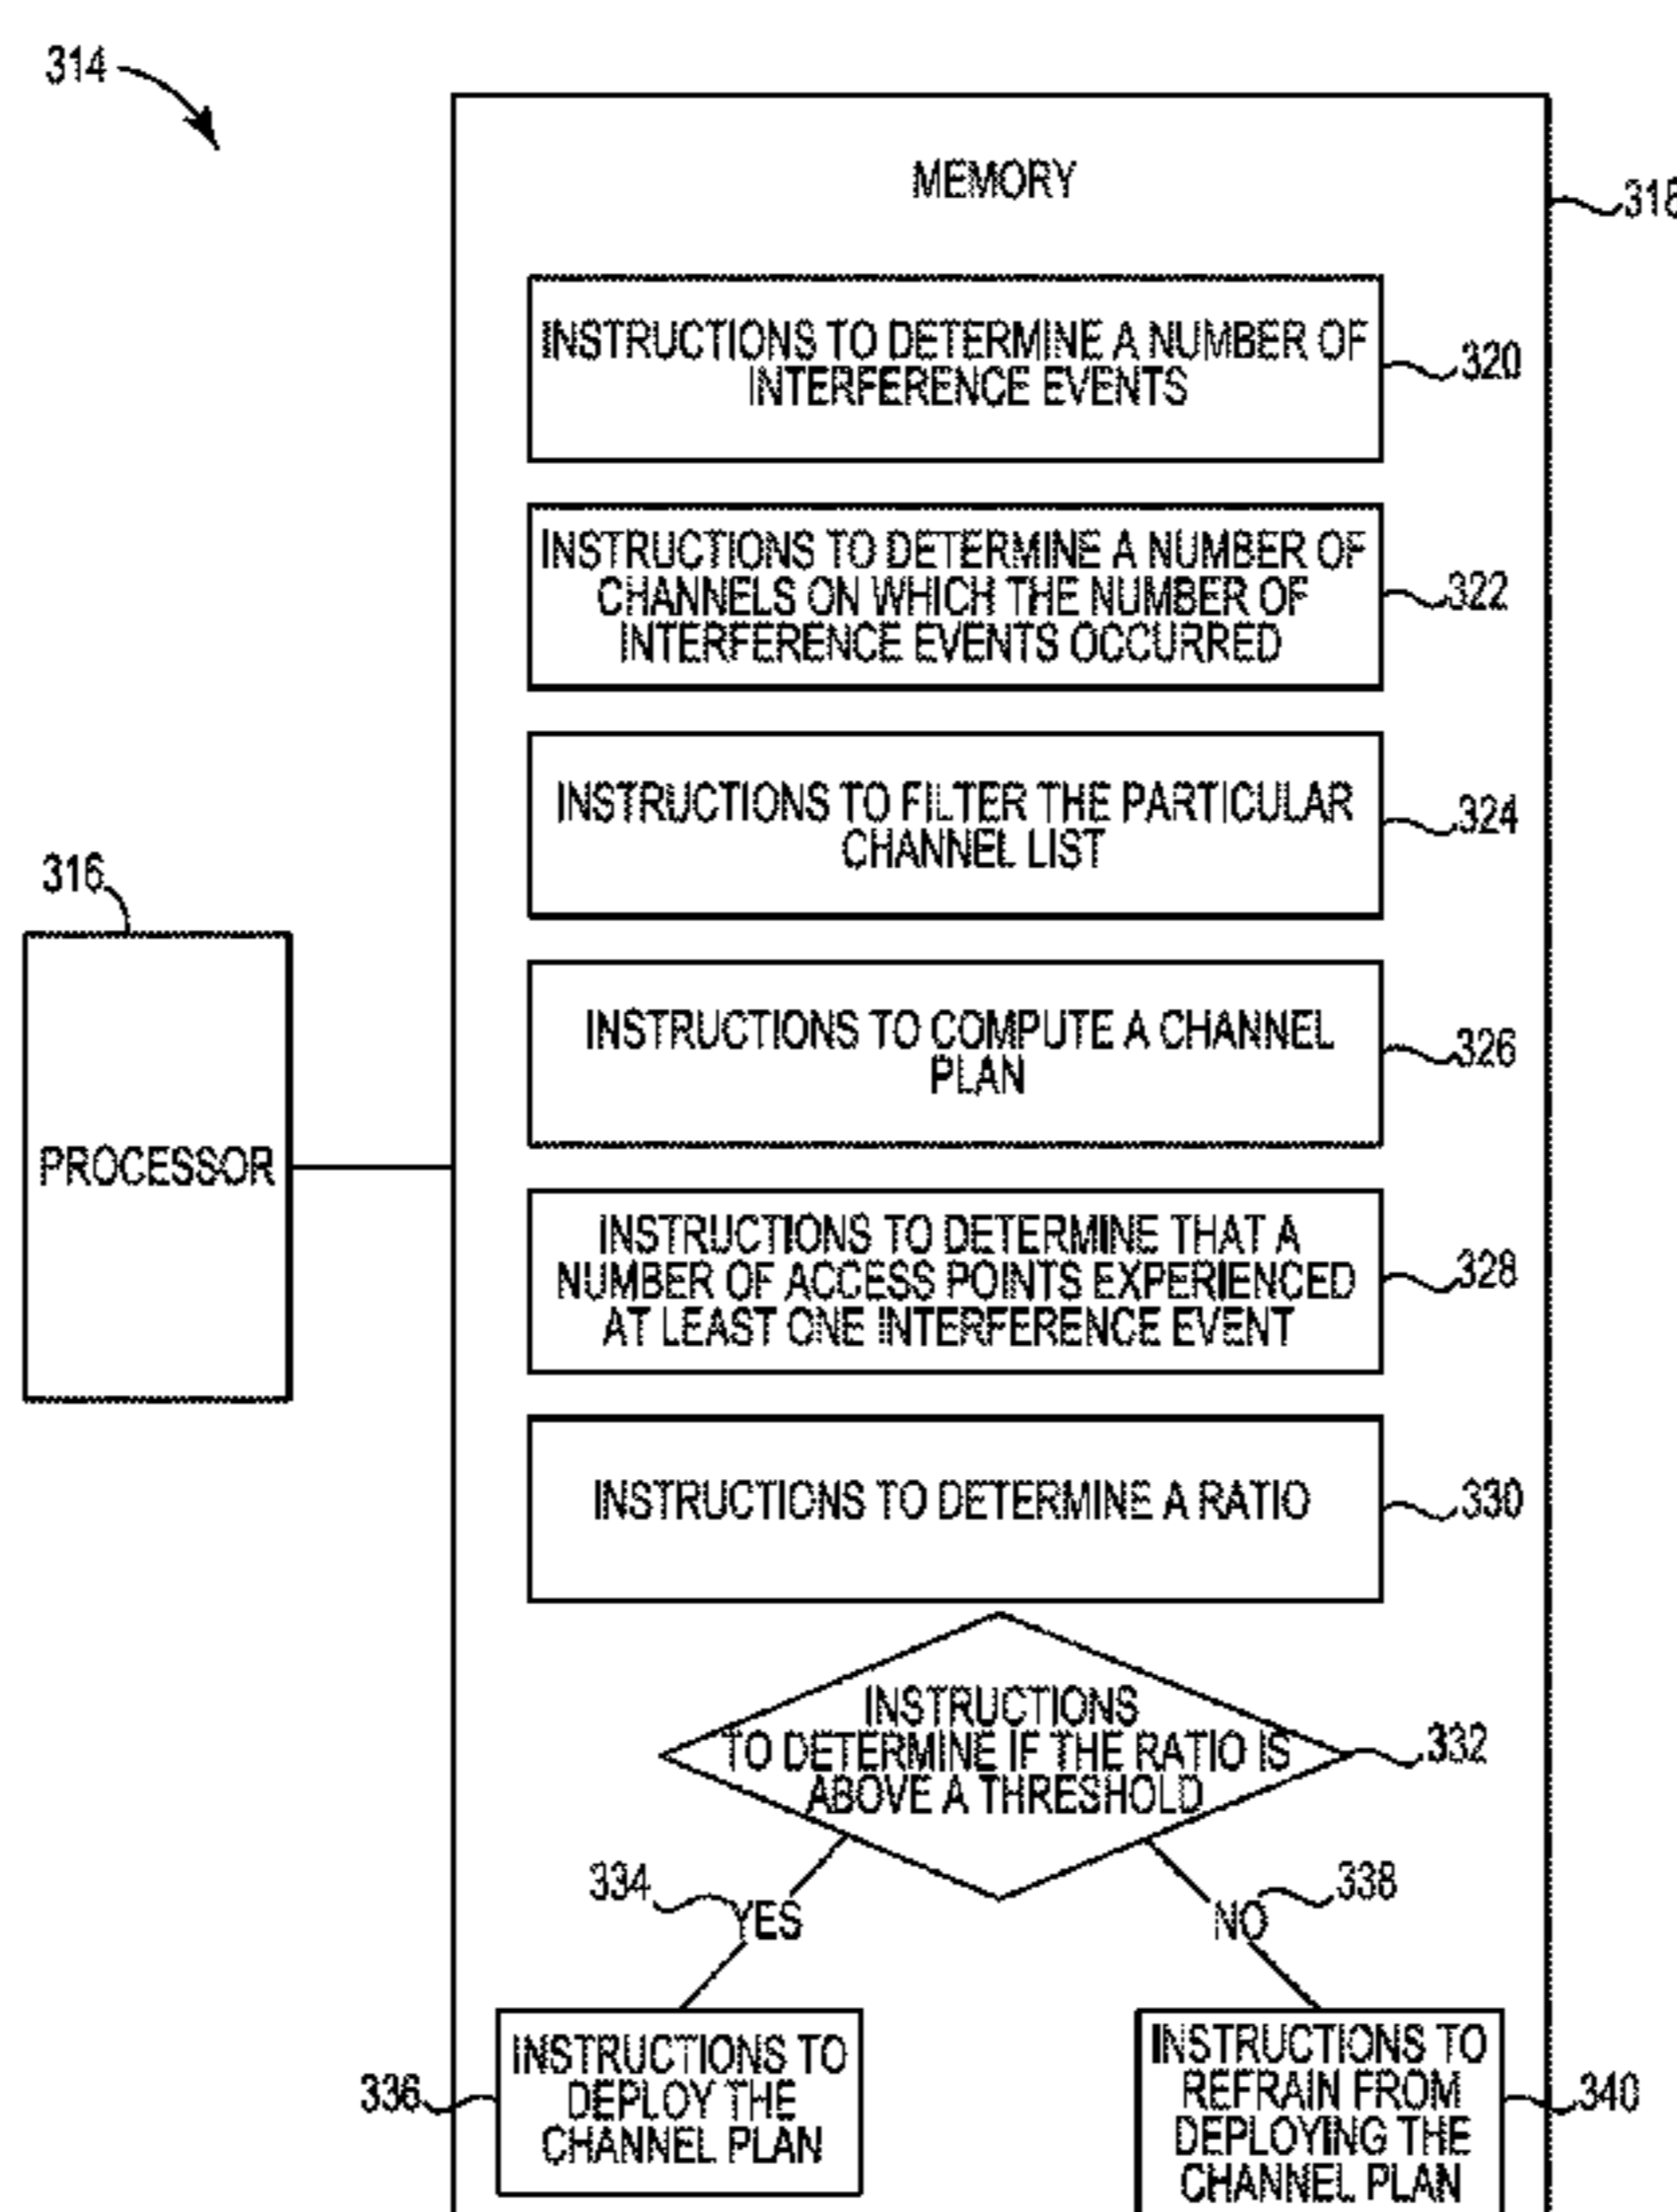 314
MEMORY
318
INSTRUCTIONS TO DETERMINE A NUMBER OF
INTERFERENCE EVENTS
320
INSTRUCTIONS TO DETERMINE A NUMBER OF
CHANNELS ON WHICH THE NUMBER OF
INTERFERENCE EVENTS OCCURRED
322
INSTRUCTIONS TO FILTER THE PARTICULAR
CHANNEL LIST
324
316
PROCESSOR
INSTRUCTIONS TO COMPUTE A CHANNEL
PLAN
326
INSTRUCTIONS TO DETERMINE THAT A
NUMBER OF ACCESS POINTS EXPERIENCED
AT LEAST ONE INTERFERENCE EVENT
328
INSTRUCTIONS TO DETERMINE A RATIO
330
INSTRUCTIONS
TO DETERMINE IF THE RATIO IS
ABOVE A THRESHOLD
332
334
YES
NO
338
336
INSTRUCTIONS TO
DEPLOY THE
CHANNEL PLAN
INSTRUCTIONS TO
REFRAIN FROM
DEPLOYING THE
CHANNEL PLAN
340